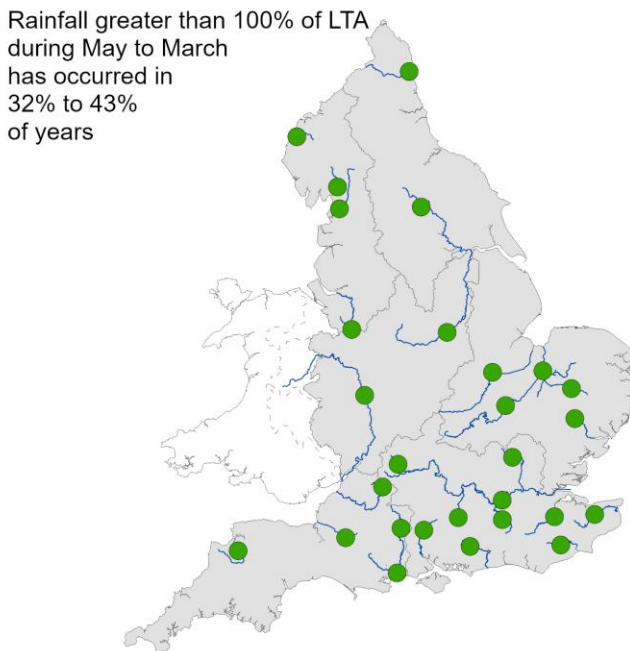 Rainfall greater than 100% of LTA
during May to March
has occurred in
32% to 43%
of years